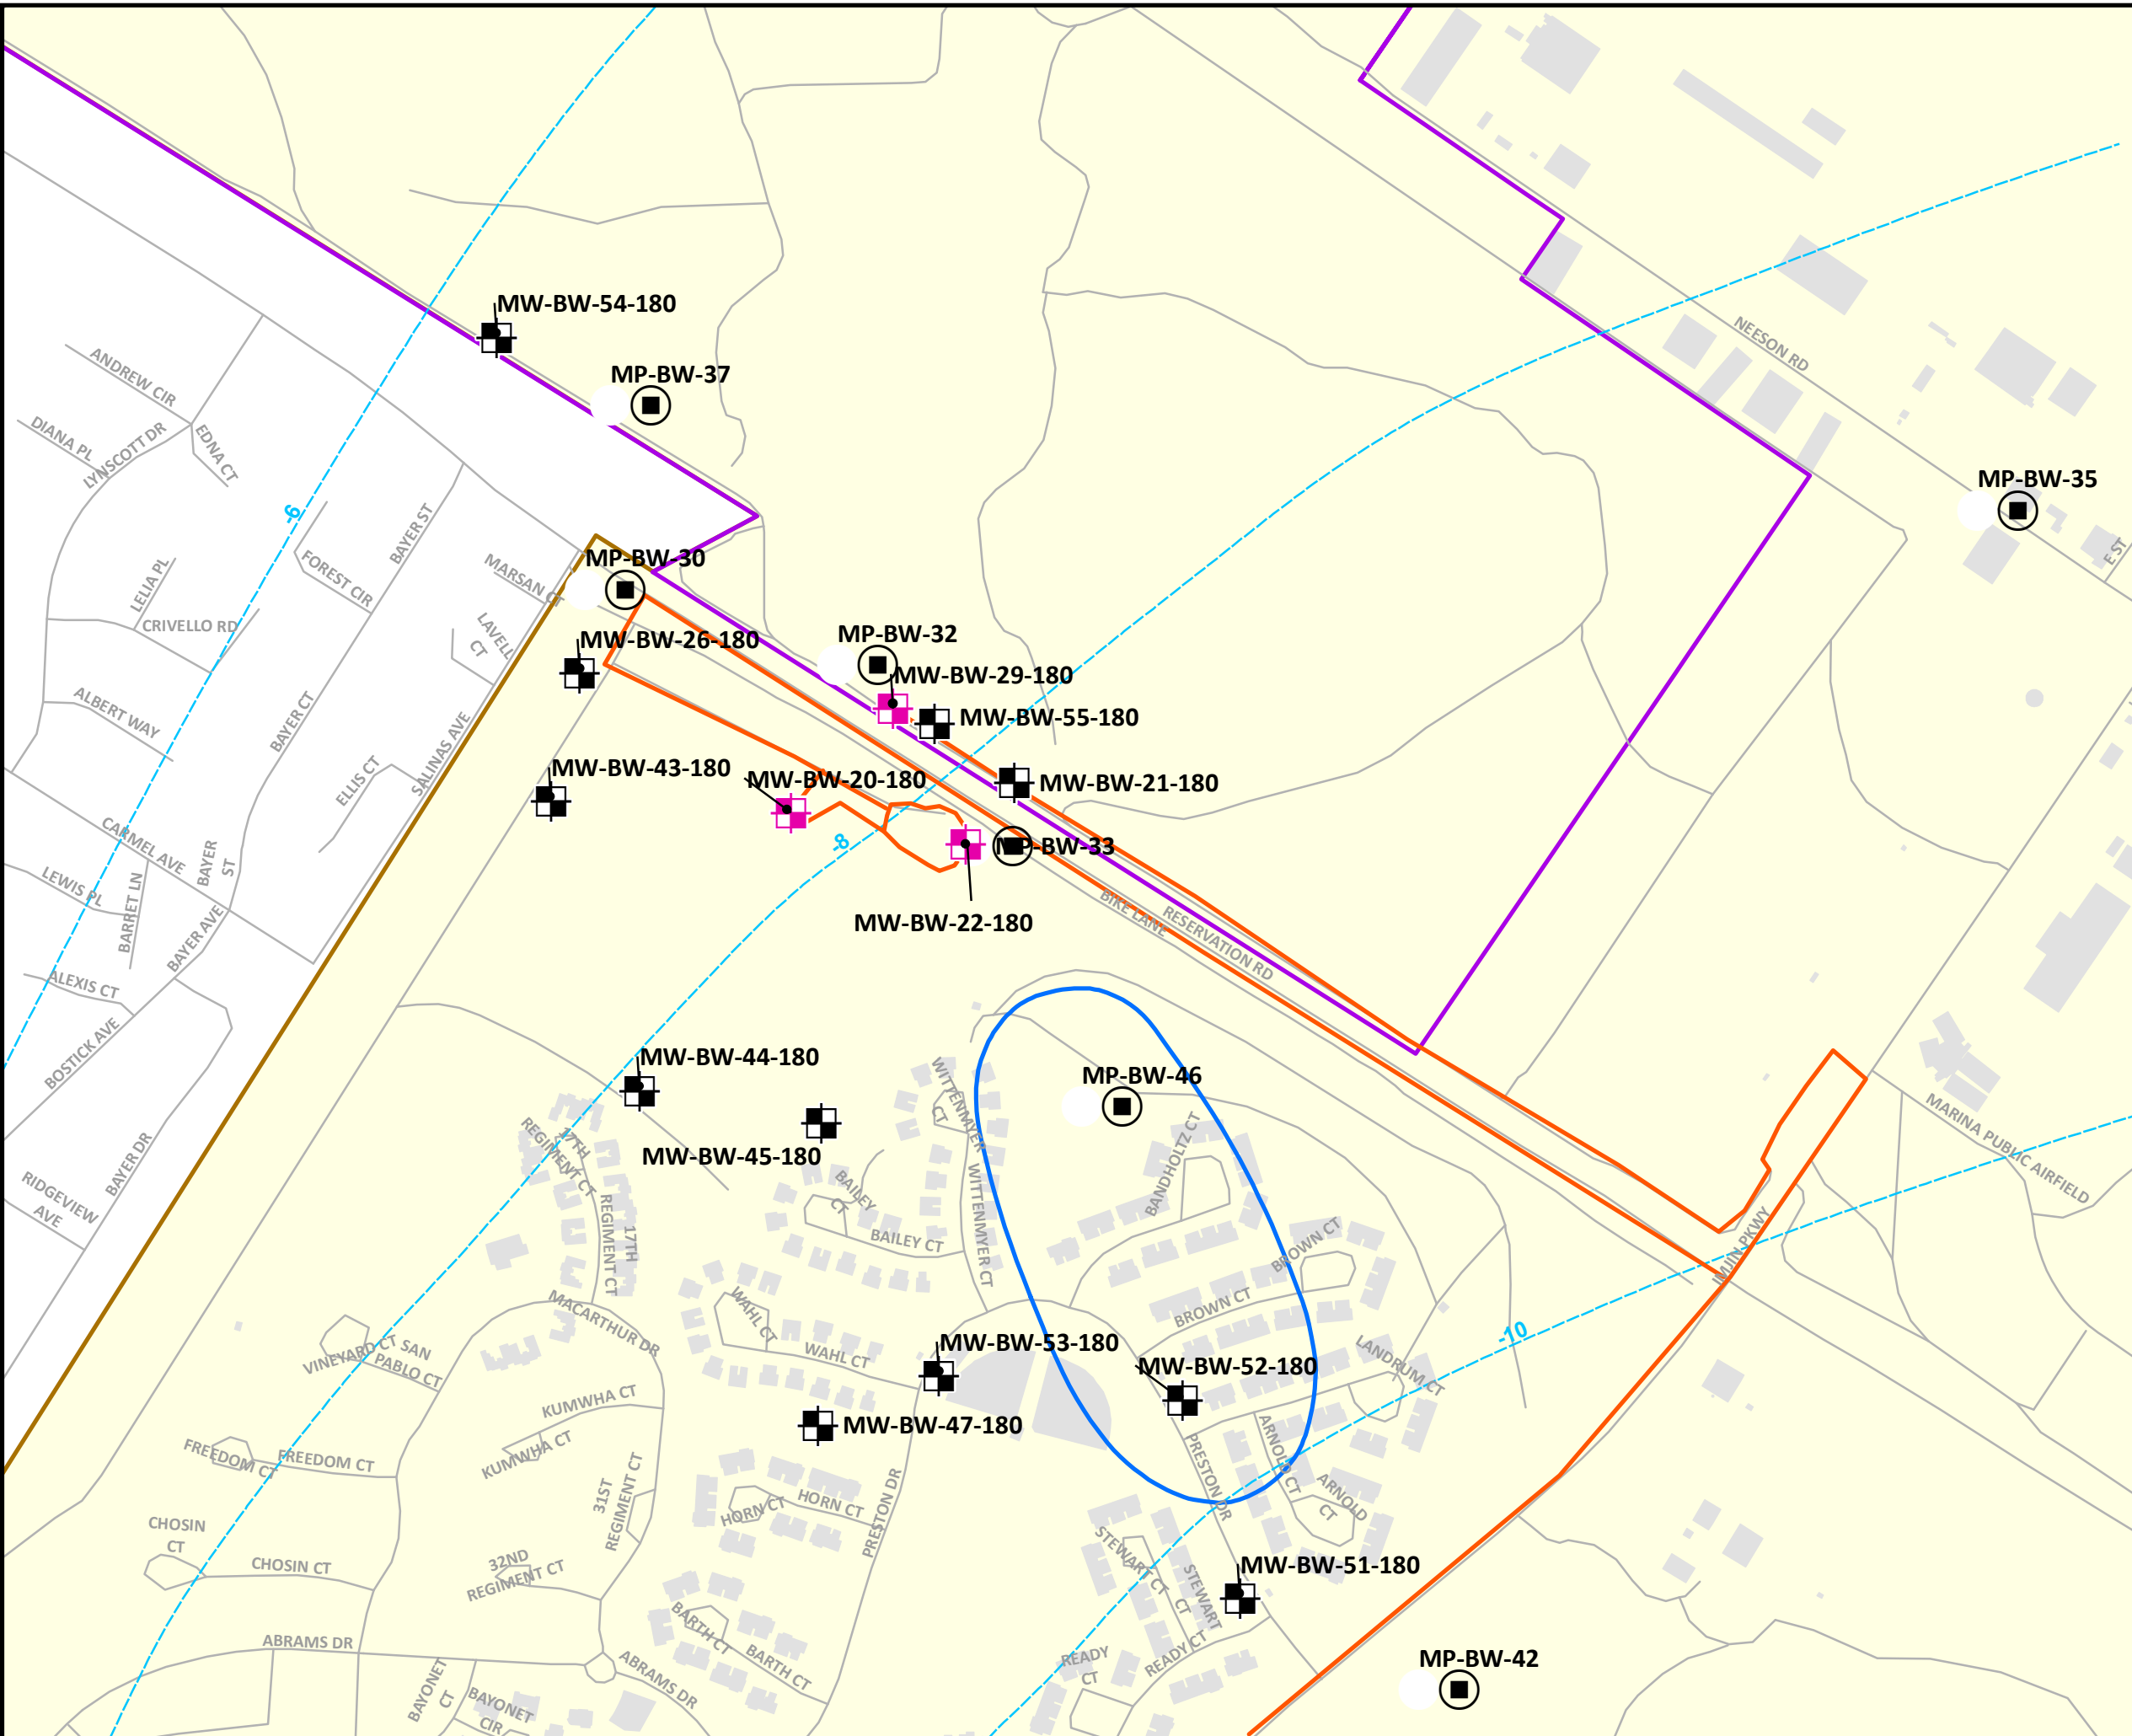 MW-BW-54-180
NEESON RD
ANDREW CIR
MP-BW-37
DIANA PL
LYNSCOTT DR
EDNA CT
MP-BW-35
-6
BAYER ST
E ST
MARSAN CT
MP-BW-30
FOREST CIR
LELIA PL
CRIVELLO RD
LAVELL
CT
MW-BW-26-180
MP-BW-32
MW-BW-29-180
ALBERT WAY
BAYER CT
MW-BW-55-180
SALINAS AVE
ELLIS CT
MW-BW-43-180
MW-BW-20-180
MW-BW-21-180
CARMEL AVE
-8
MP-BW-33
BAYER
ST
LEWIS PL
BARRET LN
BAYER AVE
MW-BW-22-180
BIKE LANE
RESERVATION RD
ALEXIS CT
BOSTICK AVE
MW-BW-44-180
MP-BW-46
WITTENMYER
CT
MARINA PUBLIC AIRFIELD
MW-BW-45-180
17TH
REGIMENT CT
BANDHOLTZ CT
BAYER DR
RIDGEVIEW
AVE
BAILEY
CT
WITTENMYER CT
REGIMENT CT
17TH
BAILEY CT
BROWN CT
IMJIN PKWY
MACARTHUR DR
WAHL CT
BROWN CT
-10
VINEYARD CT
SAN
PABLO CT
WAHL CT
MW-BW-53-180
MW-BW-52-180
LANDRUM CT
KUMWHA CT
MW-BW-47-180
KUMWHA CT
FREEDOM CT
FREEDOM CT
ARNOLD CT
PRESTON DR
31ST
REGIMENT CT
HORN CT
HORN CT
PRESTON DR
ARNOLD
CT
CHOSIN
CT
CHOSIN CT
32ND
REGIMENT CT
STEWART CT
STEWART
CT
MW-BW-51-180
BARTH CT
BARTH CT
ABRAMS DR
ABRAMS DR
READY
CT
READY CT
MP-BW-42
BAYONET
CT
BAYONET
CIR